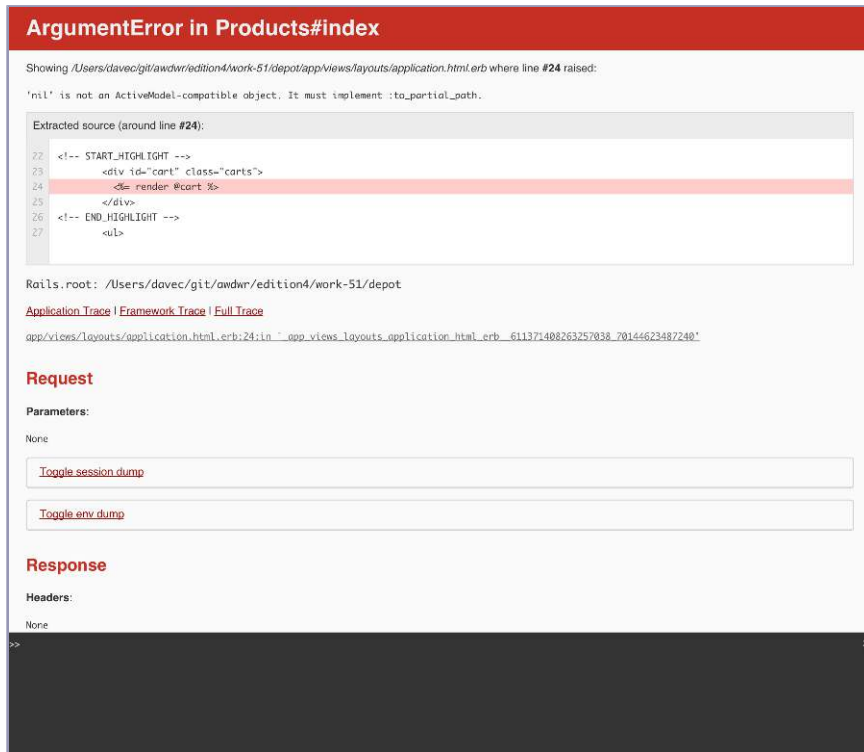 ArgumentError in Products#index
Showing /Users/davec/git/awdwr/edition4/work-51/depot/app/views/layouts/application.html.erb where line #24 raised:
'nil' is not an ActiveModel-compatible object. It must implement :to_partial_path.
Extracted source (around line #24):
22 <!-- START_HIGHLIGHT -->
23 <div id="cart" class="carts">
24 <%= render @cart %>
25 </div>
26 <!-- END_HIGHLIGHT -->
27 <ul>
Rails.root: /Users/davec/git/awdwr/edition4/work-51/depot
Application Trace | Framework Trace | Full Trace
app/views/layouts/application.html.erb:24:in `_app_views_layouts_application_html_erb__611371408263257038_70144623487240'
Request
Parameters:
None
Toggle session dump
Toggle env dump
Response
Headers:
None
>>